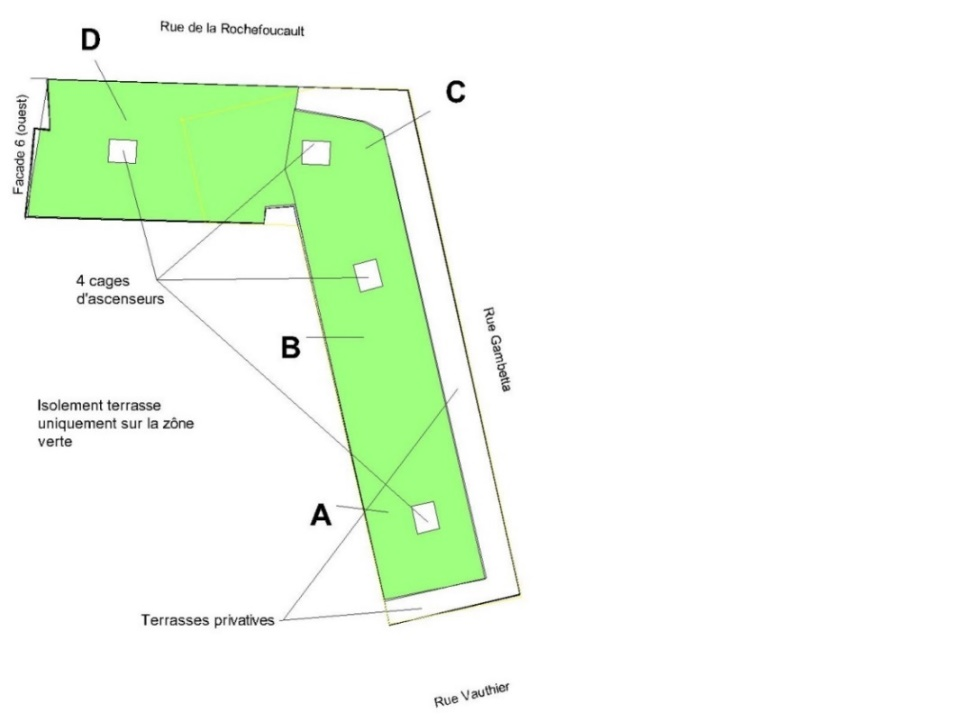 Rue de la Rochefoucault
D
C
Facade 6 (ouest)
4 cages
d'ascenseurs
Rue Gambetta
B
Isolement terrasse
uniquement sur la zône
verte
A
Terrasses privatives
Rue Vauthier